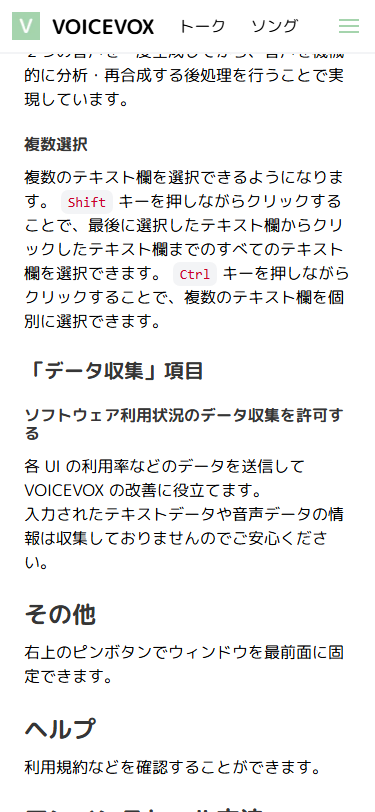 V VOICEVOX トーク ソング
的に分析・再合成する後処理を行うことで実
現しています。
複数選択
複数のテキスト欄を選択できるようになりま
す。 Shift キーを押しながらクリックする
ことで、最後に選択したテキスト欄からクリ
ックしたテキスト欄までのすべてのテキスト
欄を選択できます。 Ctrl キーを押しながら
クリックすることで、複数のテキスト欄を個
別に選択できます。
「データ収集」項目
ソフトウェア利用状況のデータ収集を許可す
る
各 UI の利用率などのデータを送信して
VOICEVOX の改善に役立てます。
入力されたテキストデータや音声データの情
報は収集しておりませんのでご安心くださ
い。
その他
右上のピンボタンでウィンドウを最前面に固
定できます。
ヘルプ
利用規約などを確認することができます。